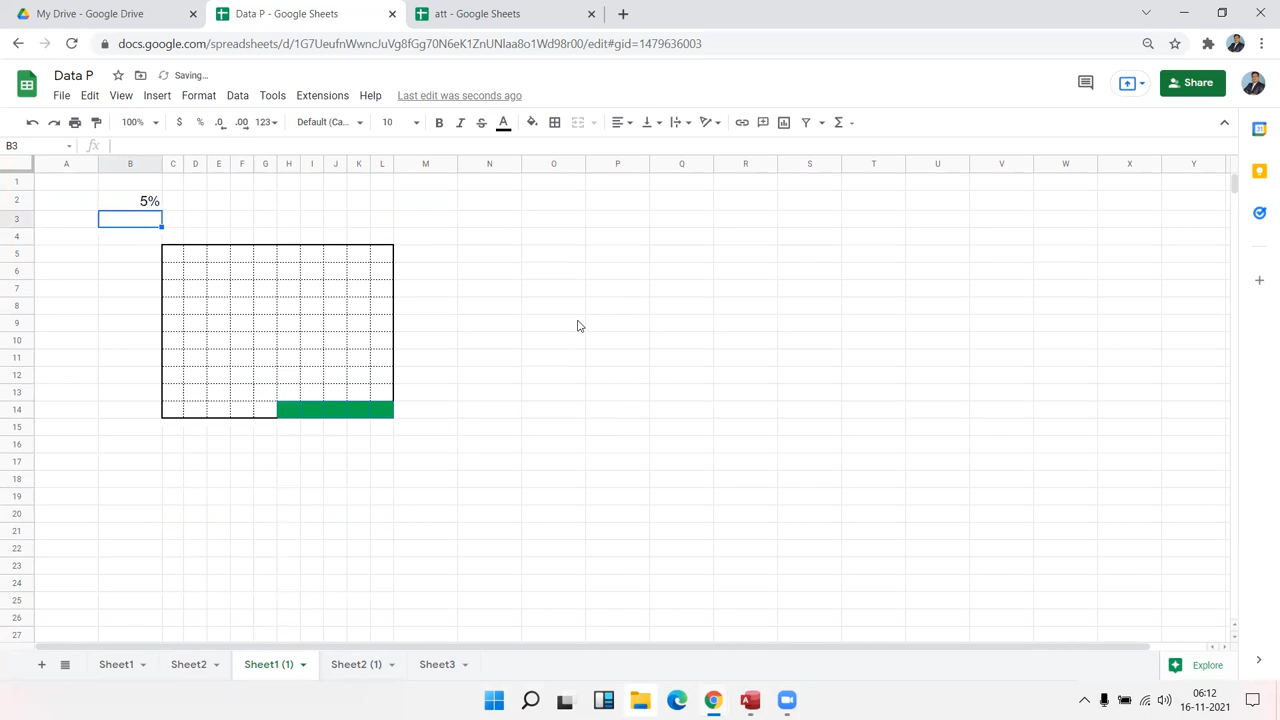 My Drive - Google Drive
Data P - Google Sheets
att - Google Sheets
docs.google.com/spreadsheets/d/1G7UeufnWwncJuVg8fGg70N6eK1ZnUNlaa8o1Wd98r00/edit#gid=1479636003
Data P
Saving...
Share
File Edit View Insert Format Data Tools Extensions Help Last edit was seconds ago
100% $ % .0 .00 123 Default (Ca... 10 B I S A Σ
B3 fx
A B C D E F G H I J K L M N O P Q R S T U V W X Y
1
2 5%
3
4
5
6
7
8
9
10
11
12
13
14
15
16
17
18
19
20
21
22
23
24
25
26
27
Sheet1 Sheet2 Sheet1 (1) Sheet2 (1) Sheet3 Explore
06:12
16-11-2021